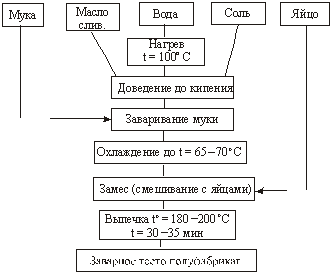 Мука
Масло
слив.
Вода
Соль
Яйцо
Нагрев
t = 100° C
Доведение до кипения
Заваривание муки
Охлаждение до t = 65–70°C
Замес (смешивание с яйцами)
Выпечка t° = 180–200°C
t = 30–35 мин
Заварное тесто полуфабрикат